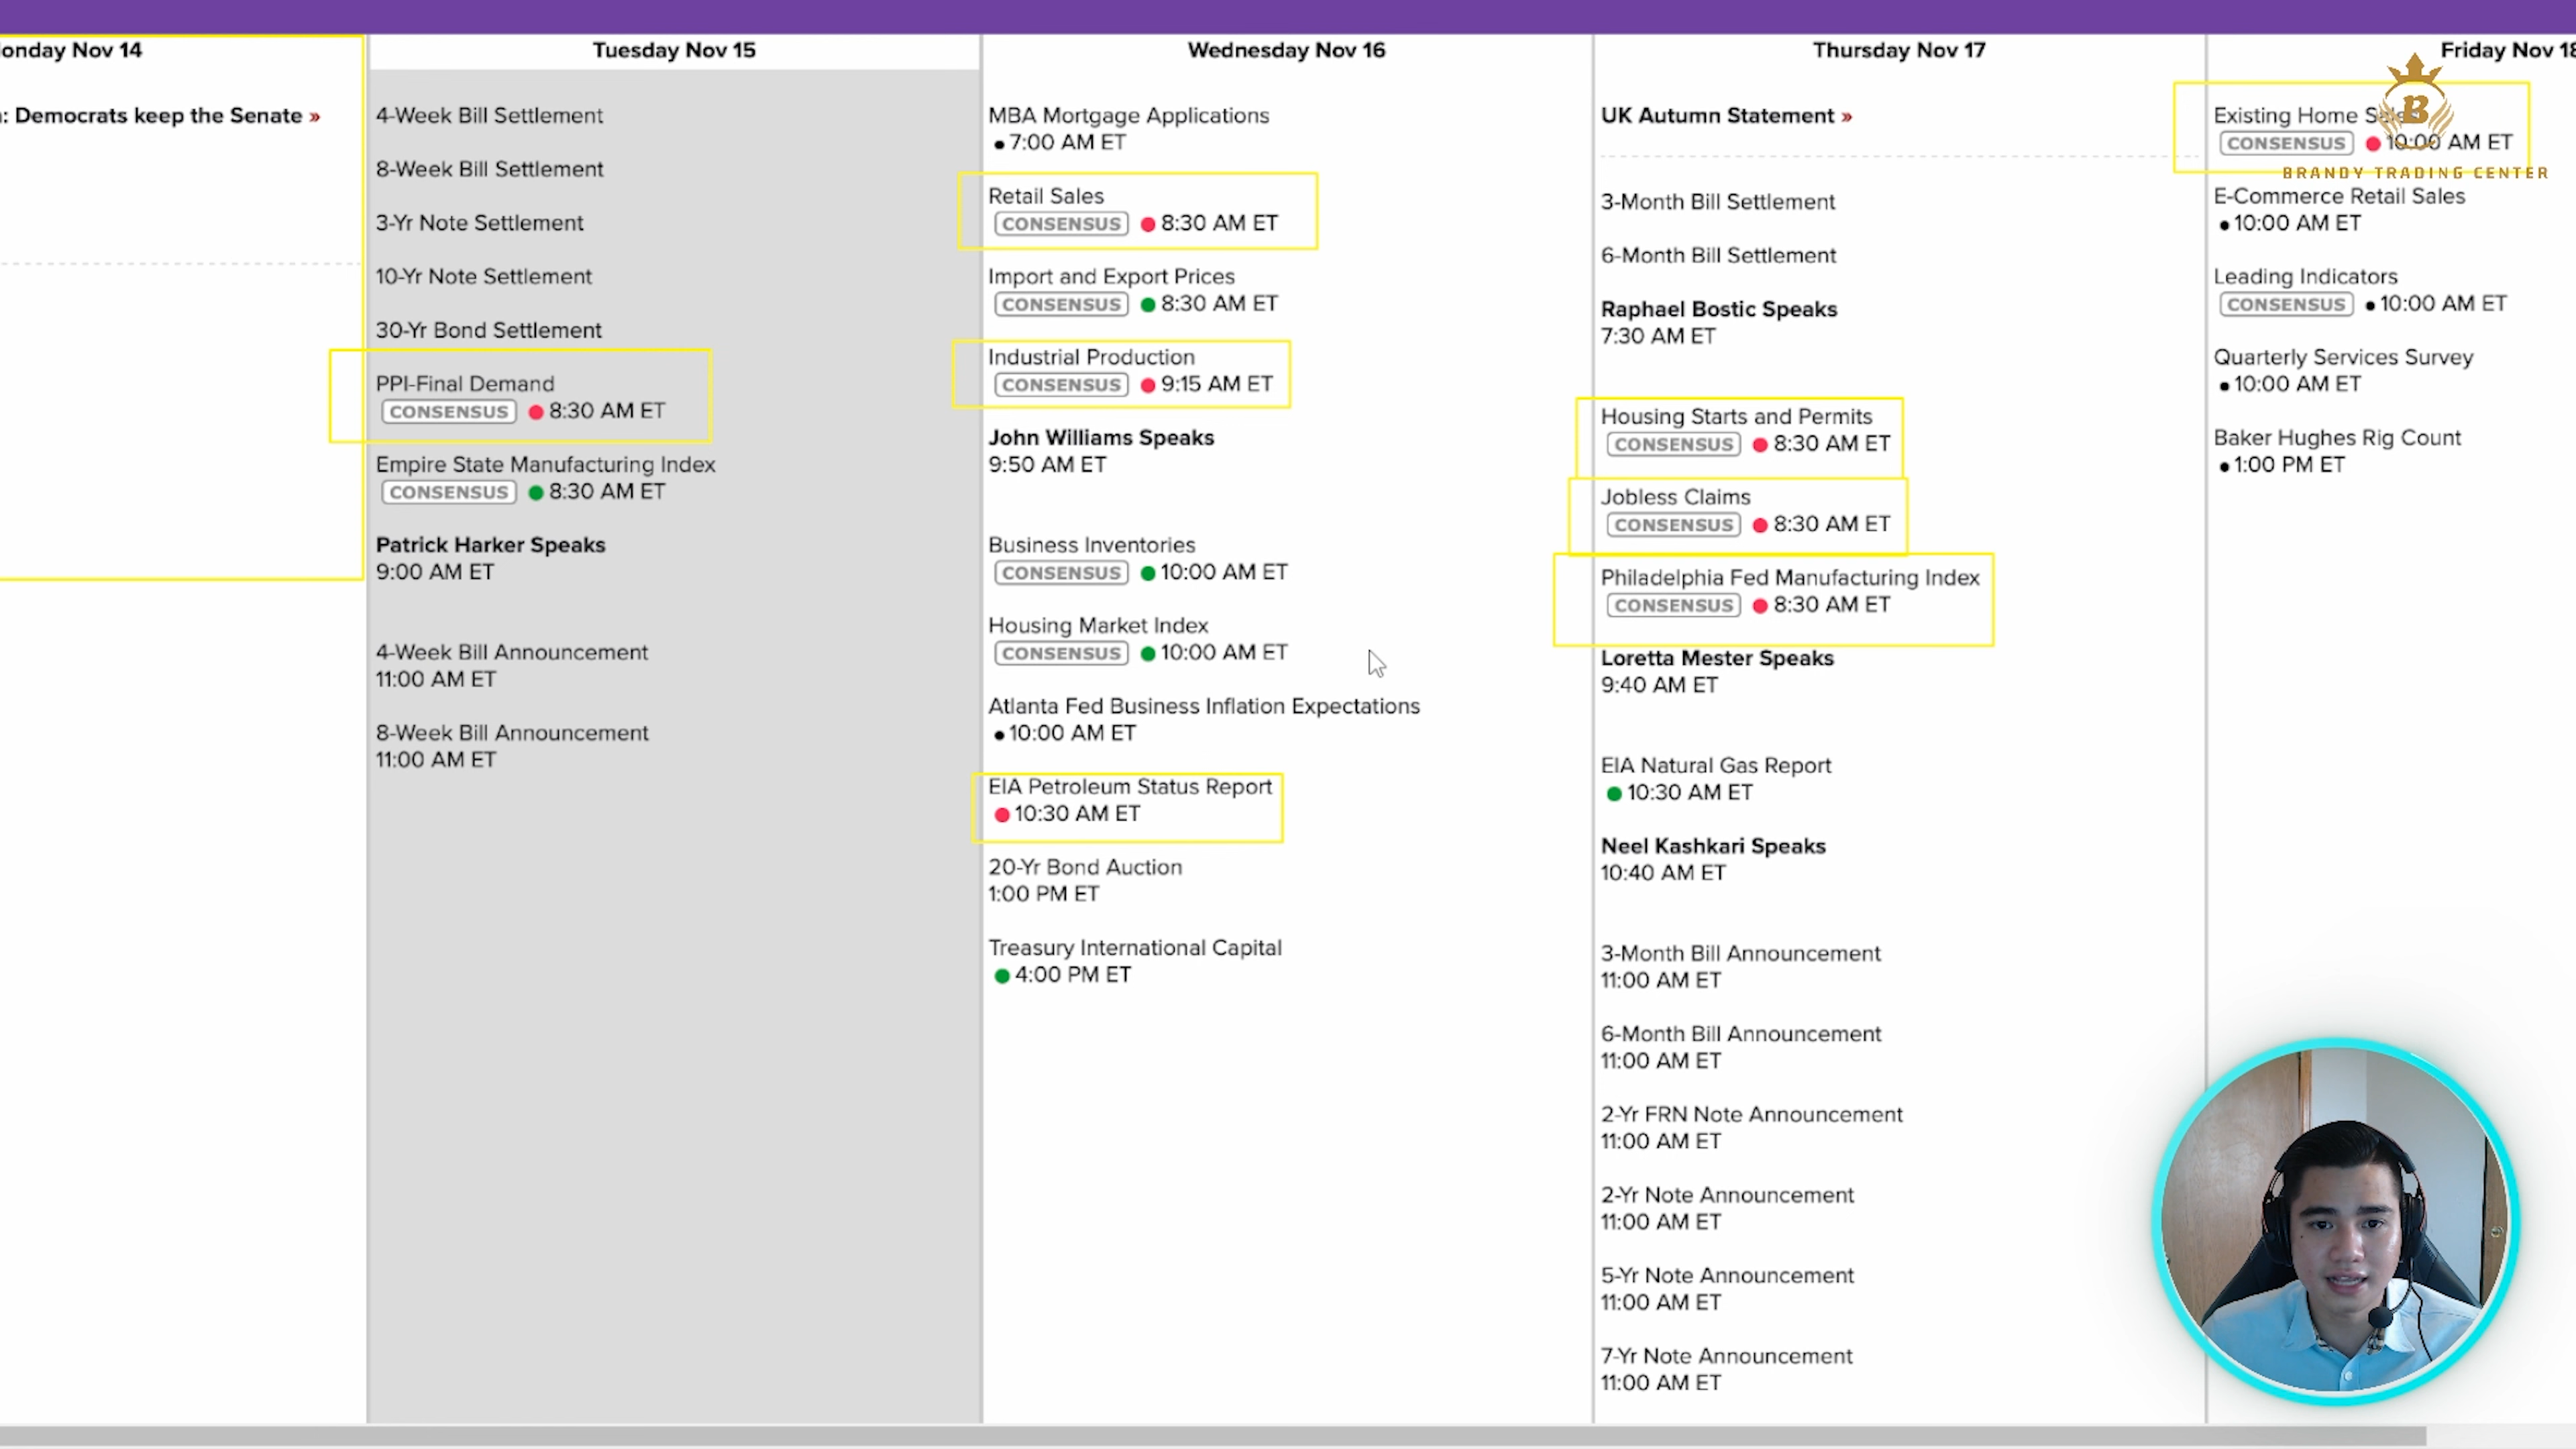 onday Nov 14
: Democrats keep the Senate »
Tuesday Nov 15
4-Week Bill Settlement
8-Week Bill Settlement
3-Yr Note Settlement
10-Yr Note Settlement
30-Yr Bond Settlement
PPI-Final Demand
CONSENSUS 8:30 AM ET
Empire State Manufacturing Index
CONSENSUS 8:30 AM ET
Patrick Harker Speaks
9:00 AM ET
4-Week Bill Announcement
11:00 AM ET
8-Week Bill Announcement
11:00 AM ET
Wednesday Nov 16
MBA Mortgage Applications
7:00 AM ET
Retail Sales
CONSENSUS 8:30 AM ET
Import and Export Prices
CONSENSUS 8:30 AM ET
Industrial Production
CONSENSUS 9:15 AM ET
John Williams Speaks
9:50 AM ET
Business Inventories
CONSENSUS 10:00 AM ET
Housing Market Index
CONSENSUS 10:00 AM ET
Atlanta Fed Business Inflation Expectations
10:00 AM ET
EIA Petroleum Status Report
10:30 AM ET
20-Yr Bond Auction
1:00 PM ET
Treasury International Capital
4:00 PM ET
Thursday Nov 17
UK Autumn Statement »
3-Month Bill Settlement
6-Month Bill Settlement
Raphael Bostic Speaks
7:30 AM ET
Housing Starts and Permits
CONSENSUS 8:30 AM ET
Jobless Claims
CONSENSUS 8:30 AM ET
Philadelphia Fed Manufacturing Index
CONSENSUS 8:30 AM ET
Loretta Mester Speaks
9:40 AM ET
EIA Natural Gas Report
10:30 AM ET
Neel Kashkari Speaks
10:40 AM ET
3-Month Bill Announcement
11:00 AM ET
6-Month Bill Announcement
11:00 AM ET
2-Yr FRN Note Announcement
11:00 AM ET
2-Yr Note Announcement
11:00 AM ET
5-Yr Note Announcement
11:00 AM ET
7-Yr Note Announcement
11:00 AM ET
Friday Nov 18
Existing Home
CONSENSUS 10:00 AM ET
E-Commerce Retail Sales
10:00 AM ET
Leading Indicators
CONSENSUS 10:00 AM ET
Quarterly Services Survey
10:00 AM ET
Baker Hughes Rig Count
1:00 PM ET
B
BRANDY TRADING CENTER